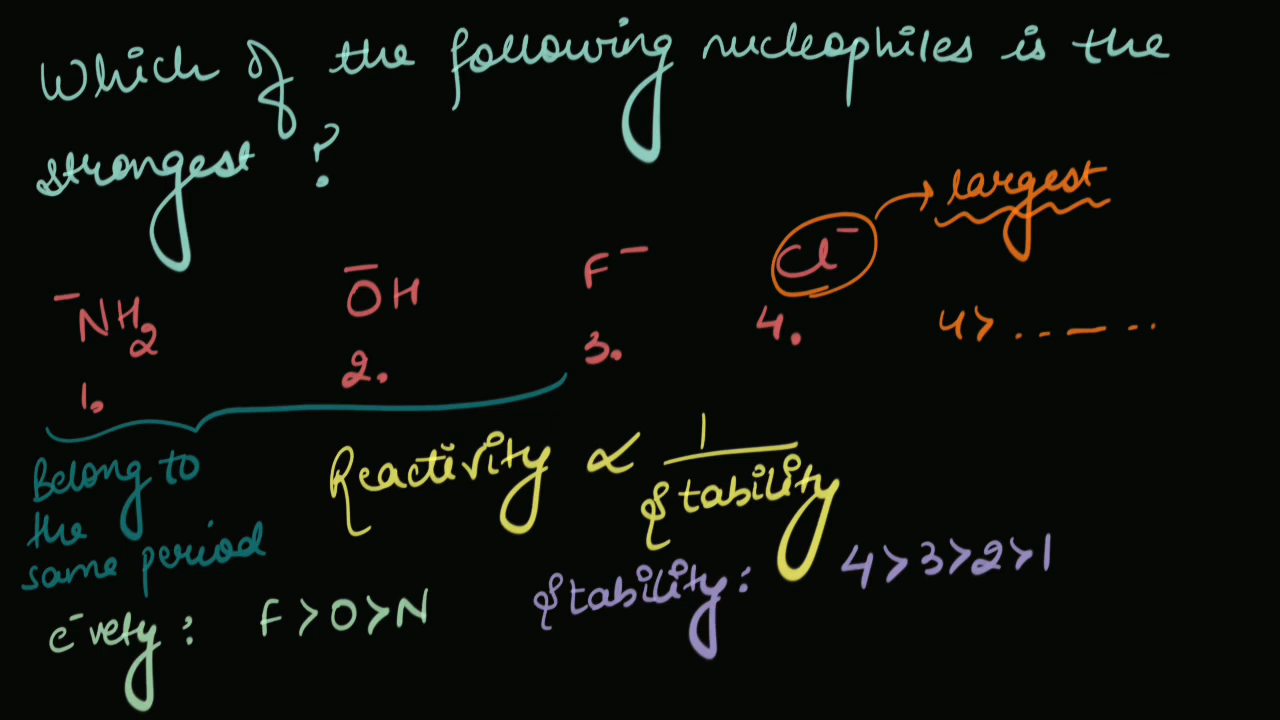 Which of the following nucleophiles is the
strongest ?
largest
⁻NH₂
⁻OH
F⁻
Cl⁻
1.
2.
3.
4.
4 > . . — . .
Belong to
the
same period
Reactivity ∝ 1/Stability
Stability : 4 > 3 > 2 > 1
e⁻vety : F > O > N